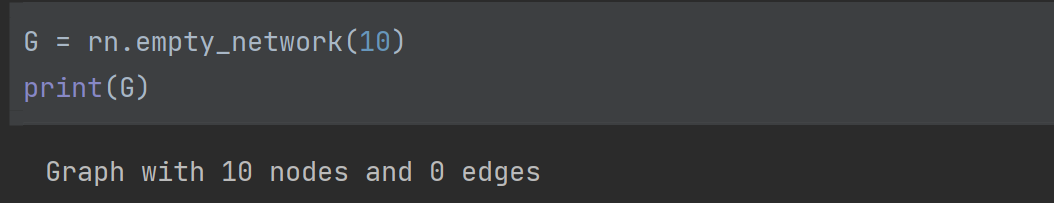 G = rn.empty_network(10)
print(G)
Graph with 10 nodes and 0 edges